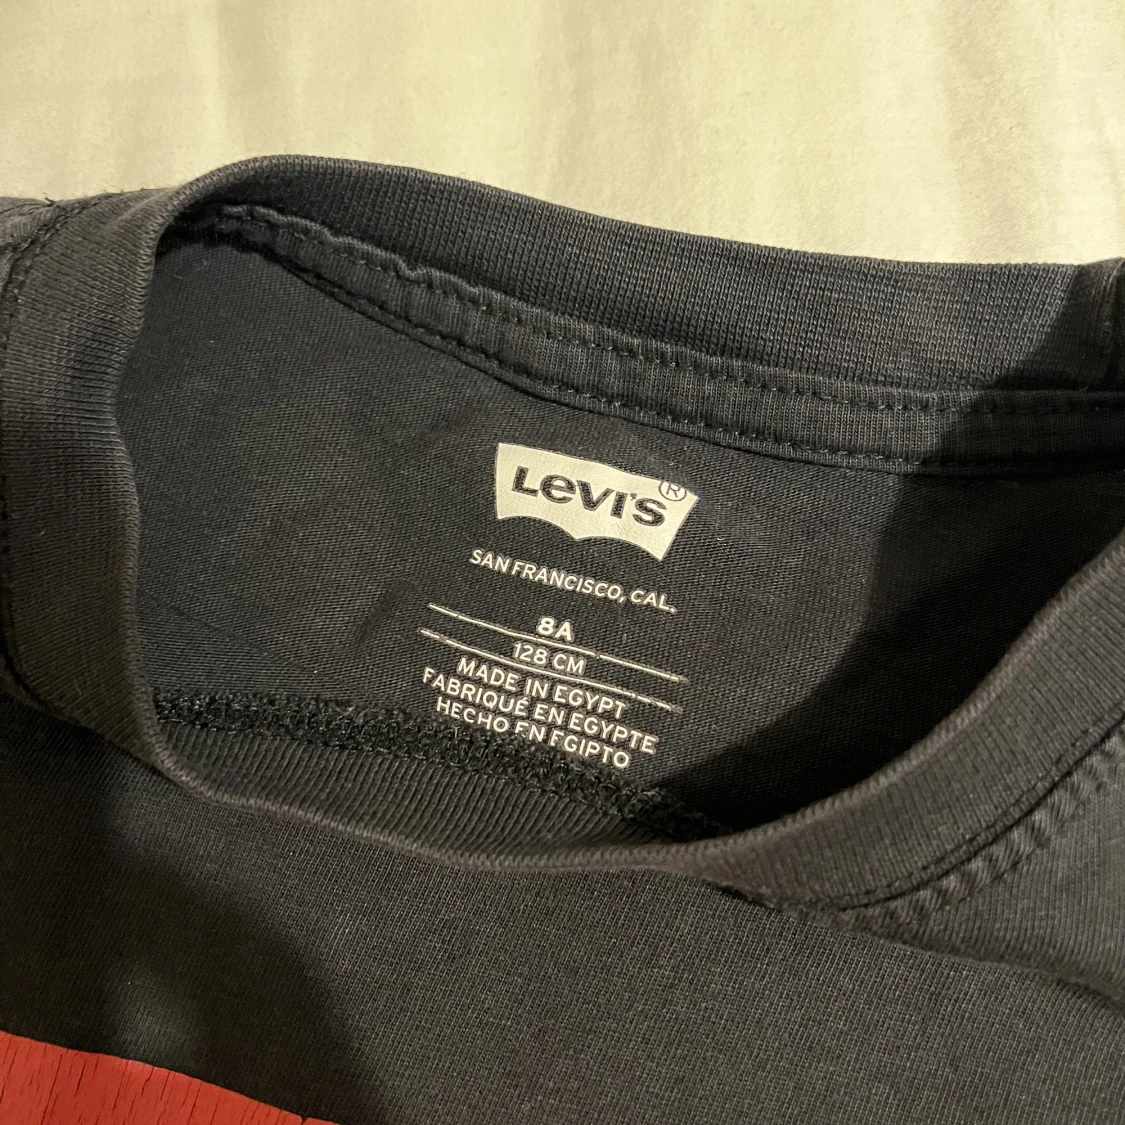 Levi's®
SAN FRANCISCO, CAL.
8A
128 CM
MADE IN EGYPT
FABRIQUÉ EN EGYPTE
HECHO EN EGIPTO